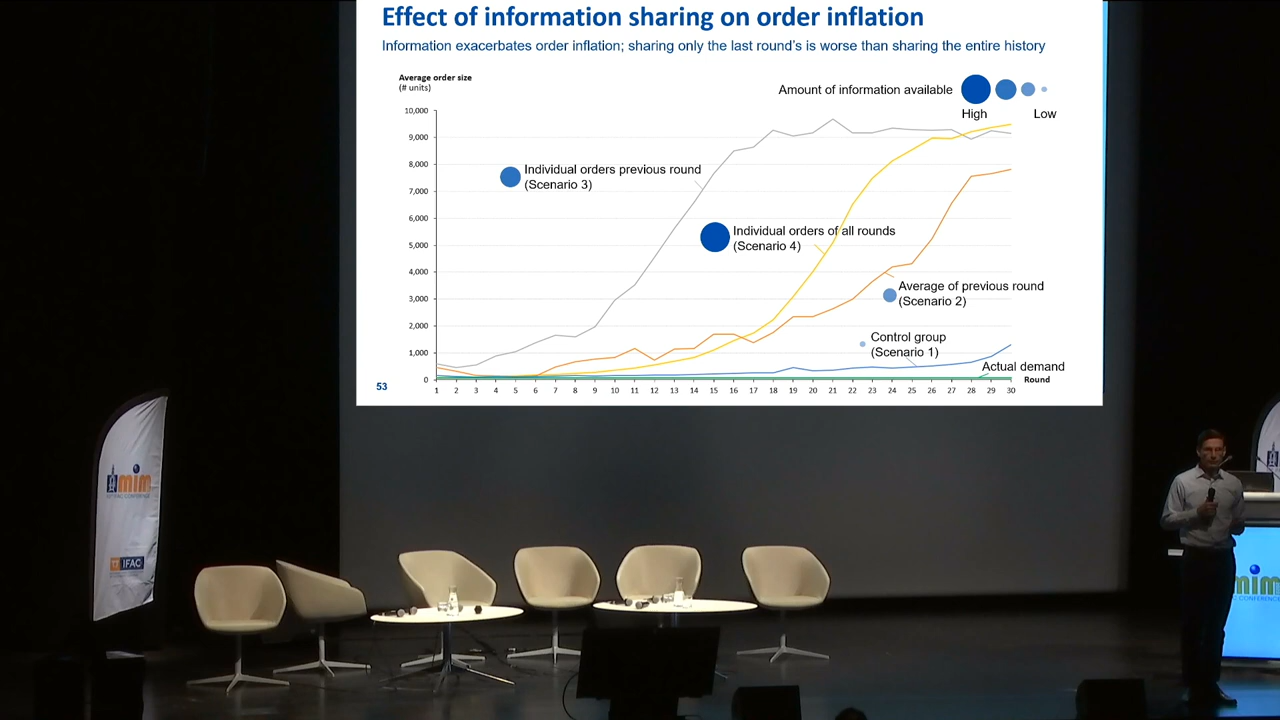 Effect of information sharing on order inflation
Information exacerbates order inflation; sharing only the last round's is worse than sharing the entire history
Average order size
(# units)
Amount of information available
High
Low
10,000
9,000
8,000
7,000
6,000
5,000
4,000
3,000
2,000
1,000
0
Individual orders previous round
(Scenario 3)
Individual orders of all rounds
(Scenario 4)
Average of previous round
(Scenario 2)
Control group
(Scenario 1)
Actual demand
Round
1 2 3 4 5 6 7 8 9 10 11 12 13 14 15 16 17 18 19 20 21 22 23 24 25 26 27 28 29 30
53
mim
CONFERENCE
IFAC
mim
CONFERENCE